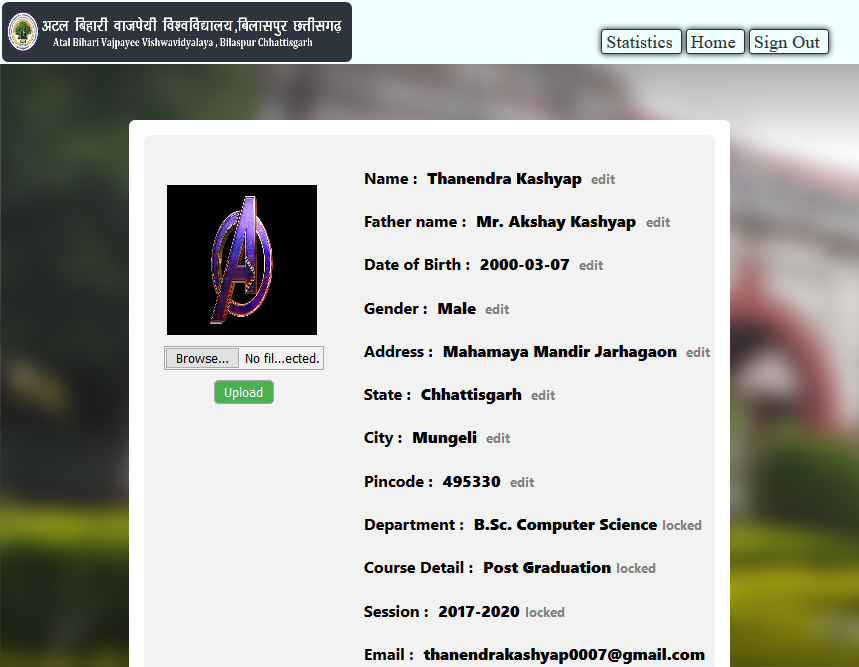 अटल बिहारी वाजपेयी विश्वविद्यालय,बिलासपुर छत्तीसगढ़
Atal Bihari Vajpayee Vishwavidyalaya , Bilaspur Chhattisgarh
Statistics Home Sign Out
Name : Thanendra Kashyap edit
Father name : Mr. Akshay Kashyap edit
Date of Birth : 2000-03-07 edit
Gender : Male edit
Address : Mahamaya Mandir Jarhagaon edit
Browse... No fil...ected.
Upload
State : Chhattisgarh edit
City : Mungeli edit
Pincode : 495330 edit
Department : B.Sc. Computer Science locked
Course Detail : Post Graduation locked
Session : 2017-2020 locked
Email : thanendrakashyap0007@gmail.com